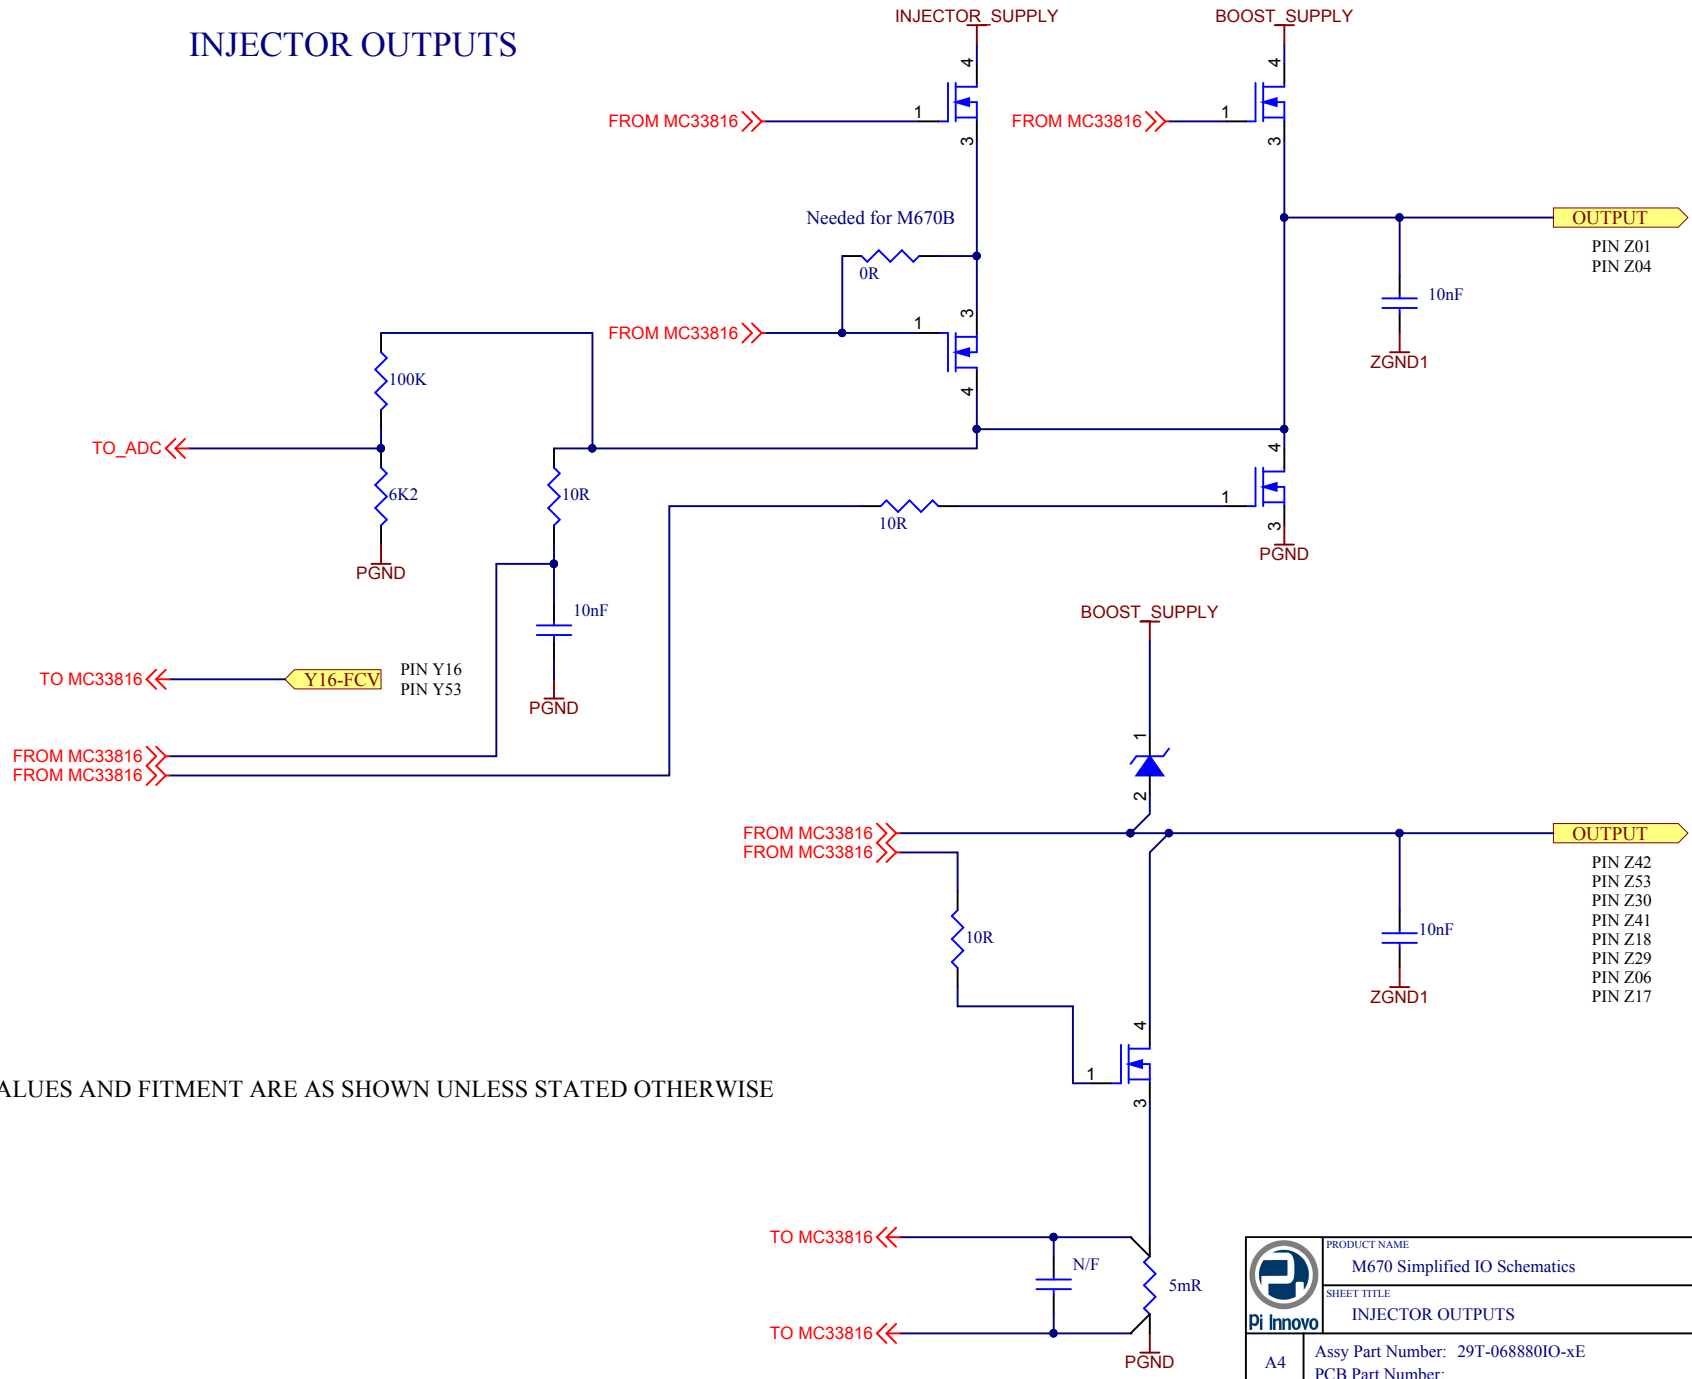 INJECTOR OUTPUTS
INJECTOR_SUPPLY
BOOST_SUPPLY
4
4
FROM MC33816
1
FROM MC33816
1
3
3
Needed for M670B
OUTPUT
PIN Z01
PIN Z04
0R
10nF
3
FROM MC33816
1
ZGND1
100K
4
TO_ADC
4
6K2
10R
1
10R
3
PGND
PGND
10nF
BOOST_SUPPLY
TO MC33816
Y16-FCV
PIN Y16
PIN Y53
PGND
1
FROM MC33816
FROM MC33816
2
FROM MC33816
FROM MC33816
OUTPUT
PIN Z42
PIN Z53
PIN Z30
PIN Z41
PIN Z18
PIN Z29
PIN Z06
PIN Z17
10R
10nF
ZGND1
4
1
3
ALUES AND FITMENT ARE AS SHOWN UNLESS STATED OTHERWISE
TO MC33816
N/F
5mR
TO MC33816
PGND
Pi Innovo
PRODUCT NAME
M670 Simplified IO Schematics
SHEET TITLE
INJECTOR OUTPUTS
A4
Assy Part Number: 29T-068880IO-xE
PCB Part Number: